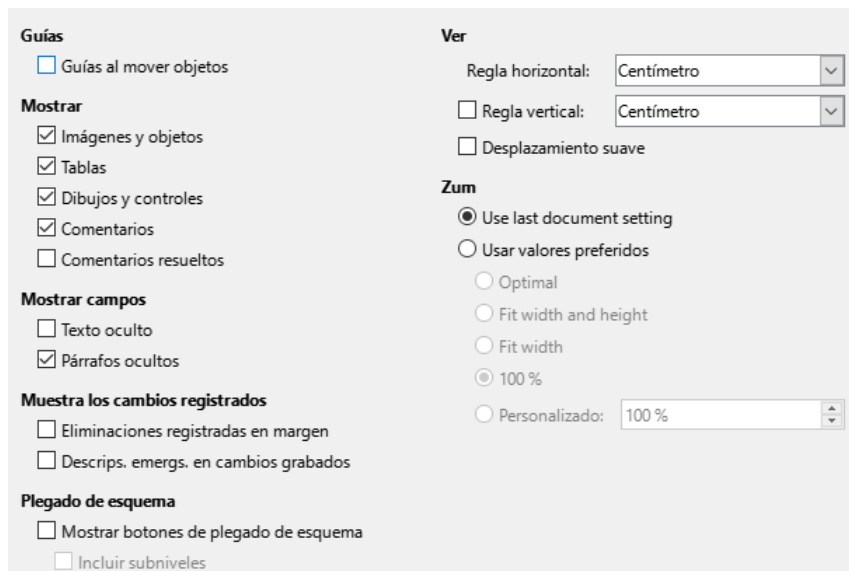 Guías
Guías al mover objetos
Mostrar
Imágenes y objetos
Tablas
Dibujos y controles
Comentarios
Comentarios resueltos
Mostrar campos
Texto oculto
Párrafos ocultos
Muestra los cambios registrados
Eliminaciones registradas en margen
Descrips. emergs. en cambios grabados
Plegado de esquema
Mostrar botones de plegado de esquema
Incluir subniveles
Ver
Regla horizontal: Centímetro
Regla vertical: Centímetro
Desplazamiento suave
Zum
Use last document setting
Usar valores preferidos
Optimal
Fit width and height
Fit width
100 %
Personalizado: 100 %